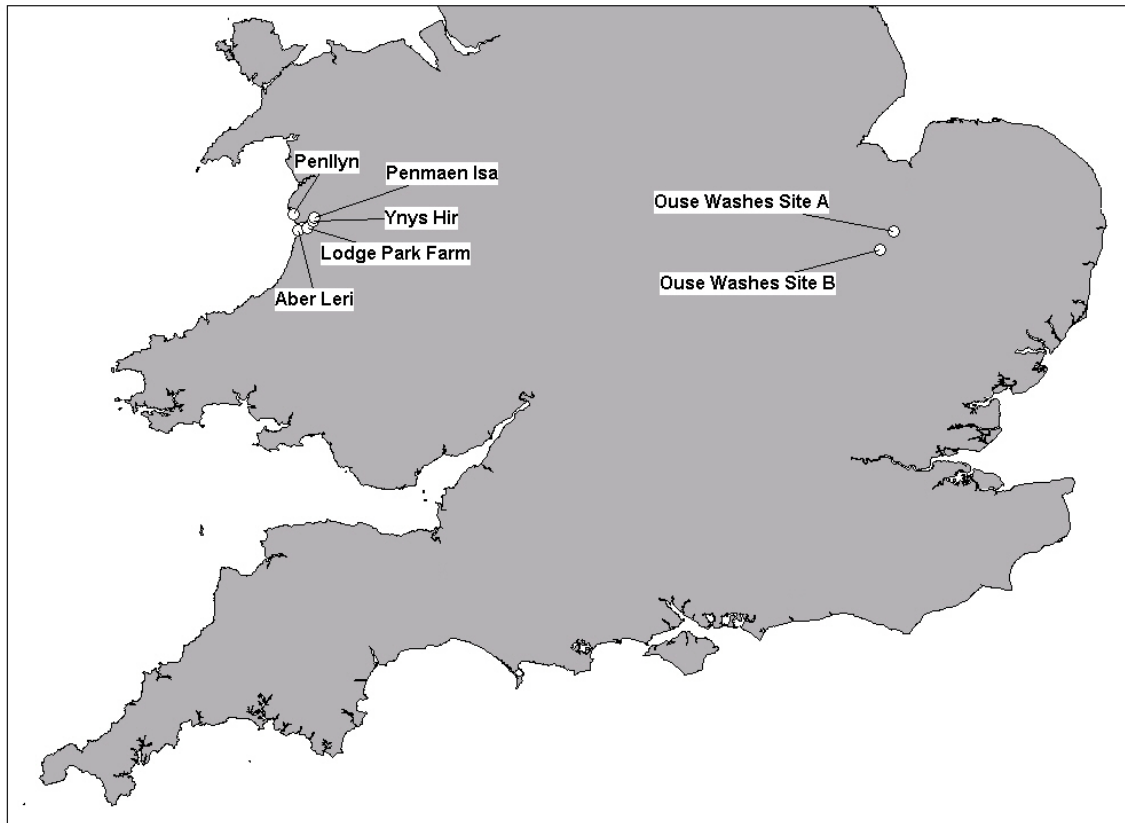 Penllyn
Penmaen Isa
Ynys Hir
Lodge Park Farm
Aber Leri
Ouse Washes Site A
Ouse Washes Site B